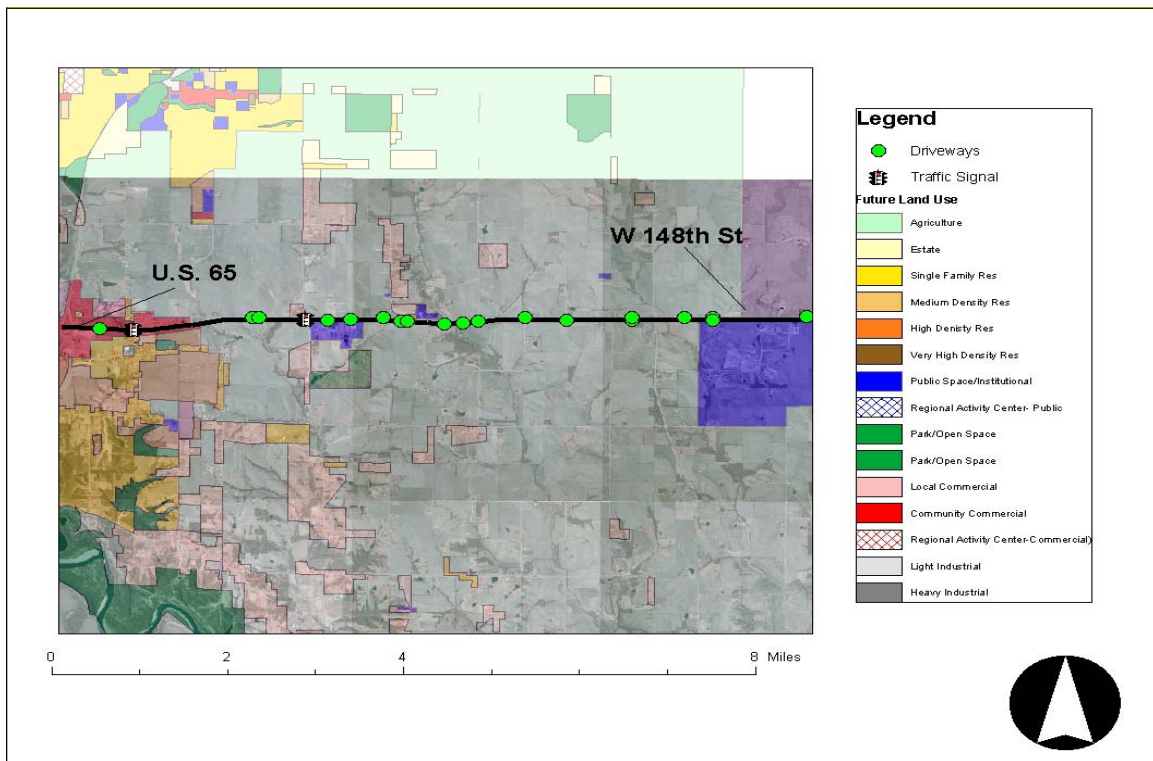 U.S. 65
W 148th St
0
2
4
8 Miles
Legend
Driveways
Traffic Signal
Future Land Use
Agriculture
Estate
Single Family Res
Medium Density Res
High Denisty Res
Very High Density Res
Public Space/Institutional
Regional Activity Center- Public
Park/Open Space
Park/Open Space
Local Commercial
Community Commercial
Regional Activity Center-Commercial)
Light Industrial
Heavy Industrial